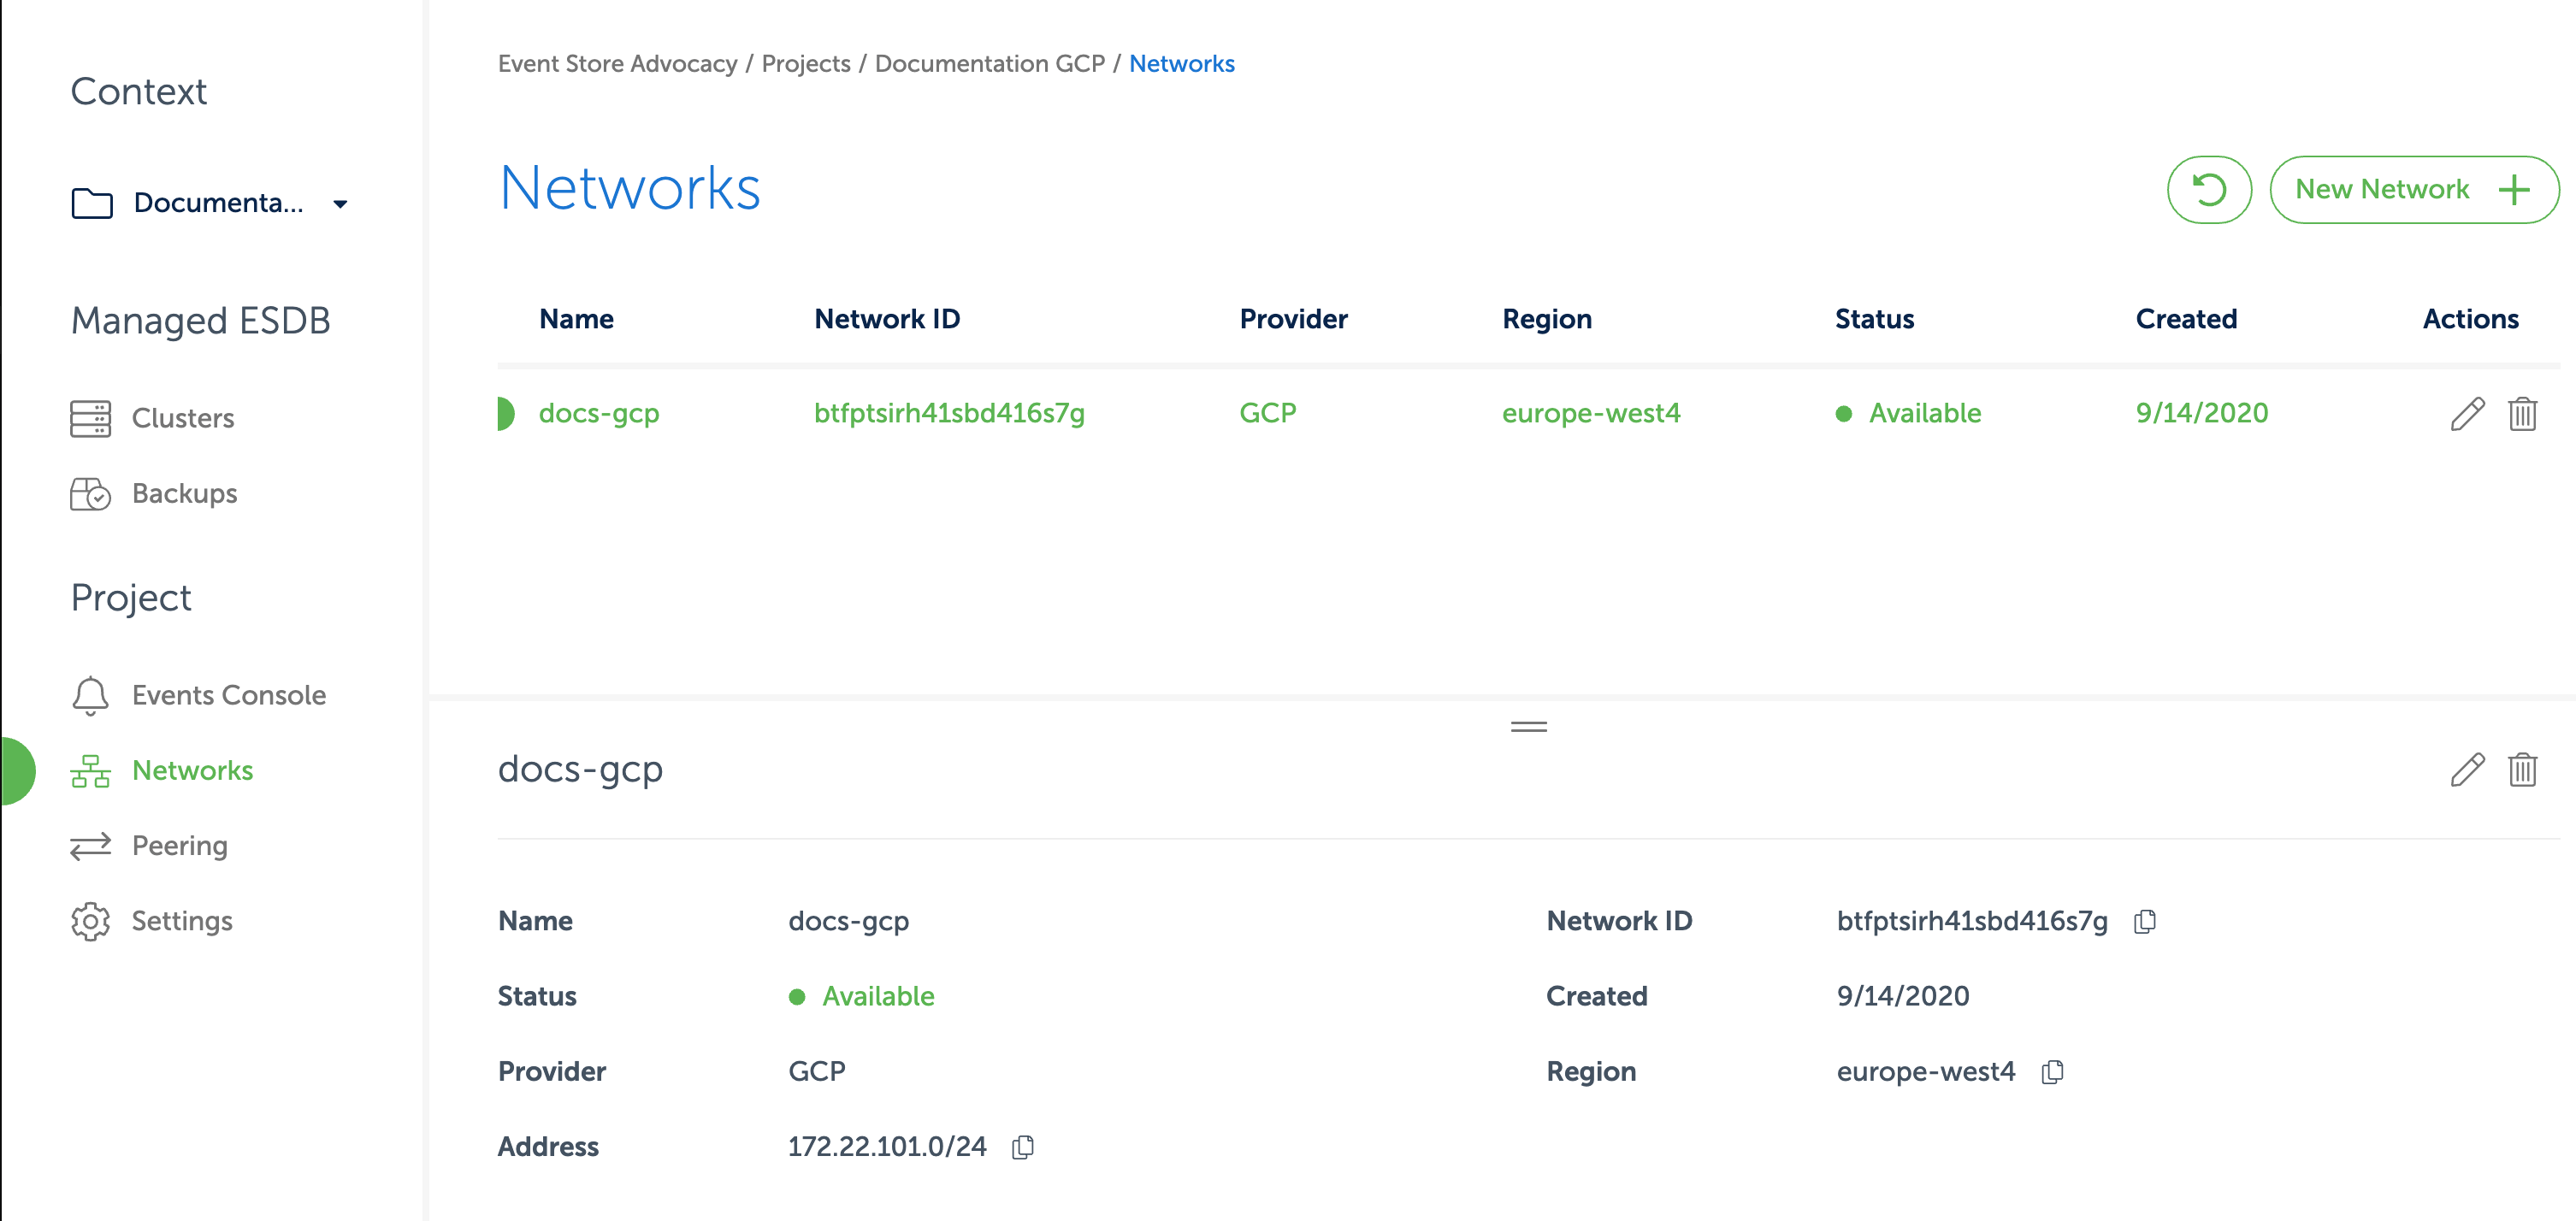 Context
Documenta...
Managed ESDB
Clusters
Backups
Project
Events Console
Networks
Peering
Settings
Event Store Advocacy / Projects / Documentation GCP / Networks
Networks
New Network
Name Network ID Provider Region Status Created Actions
docs-gcp btfptsirh41sbd416s7g GCP europe-west4 Available 9/14/2020
docs-gcp
Name docs-gcp Network ID btfptsirh41sbd416s7g
Status Available Created 9/14/2020
Provider GCP Region europe-west4
Address 172.22.101.0/24